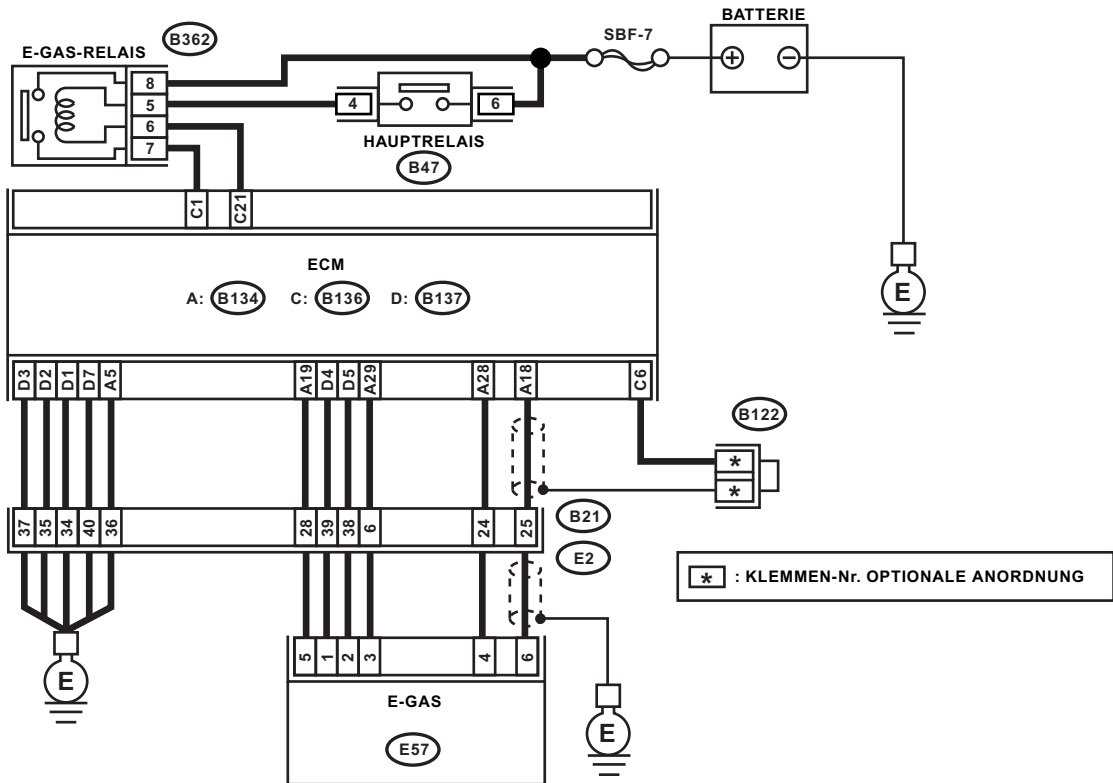 BATTERIE
SBF-7
E-GAS-RELAIS
B362
+
−
8
5
6
7
4
6
HAUPTRELAIS
B47
C1
C21
E
ECM
A: B134 C: B136 D: B137
D3 D2 D1 D7 A5 A19 D4 D5 A29 A28 A18 C6
B122
*
*
37 35 34 40 36 28 39 38 6 24 25
B21
E2
* : KLEMMEN-Nr. OPTIONALE ANORDNUNG
5 1 2 3 4 6
E
E-GAS
E57
E